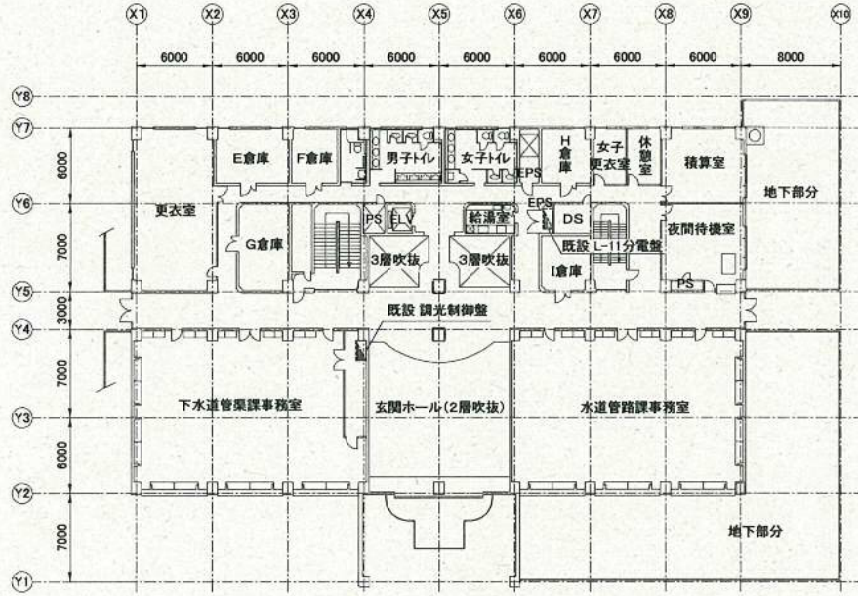 X1 X2 X3 X4 X5 X6 X7 X8 X9 X10
6000 6000 6000 6000 6000 6000 6000 6000 8000
Y8
Y7
6000
E倉庫 F倉庫 男子トイレ 女子トイレ EPS H倉庫 女子更衣室 休憩室 積算室
地下部分
Y6
更衣室 G倉庫 PS ELV 給湯室 EPS DS 夜間待機室
既設 L-11分電盤
7000
3層吹抜 3層吹抜 I倉庫 PS
Y5
3000
既設 調光制御盤
Y4
7000
下水道管渠課事務室 玄関ホール(2層吹抜) 水道管路課事務室
Y3
6000
Y2
7000
地下部分
Y1